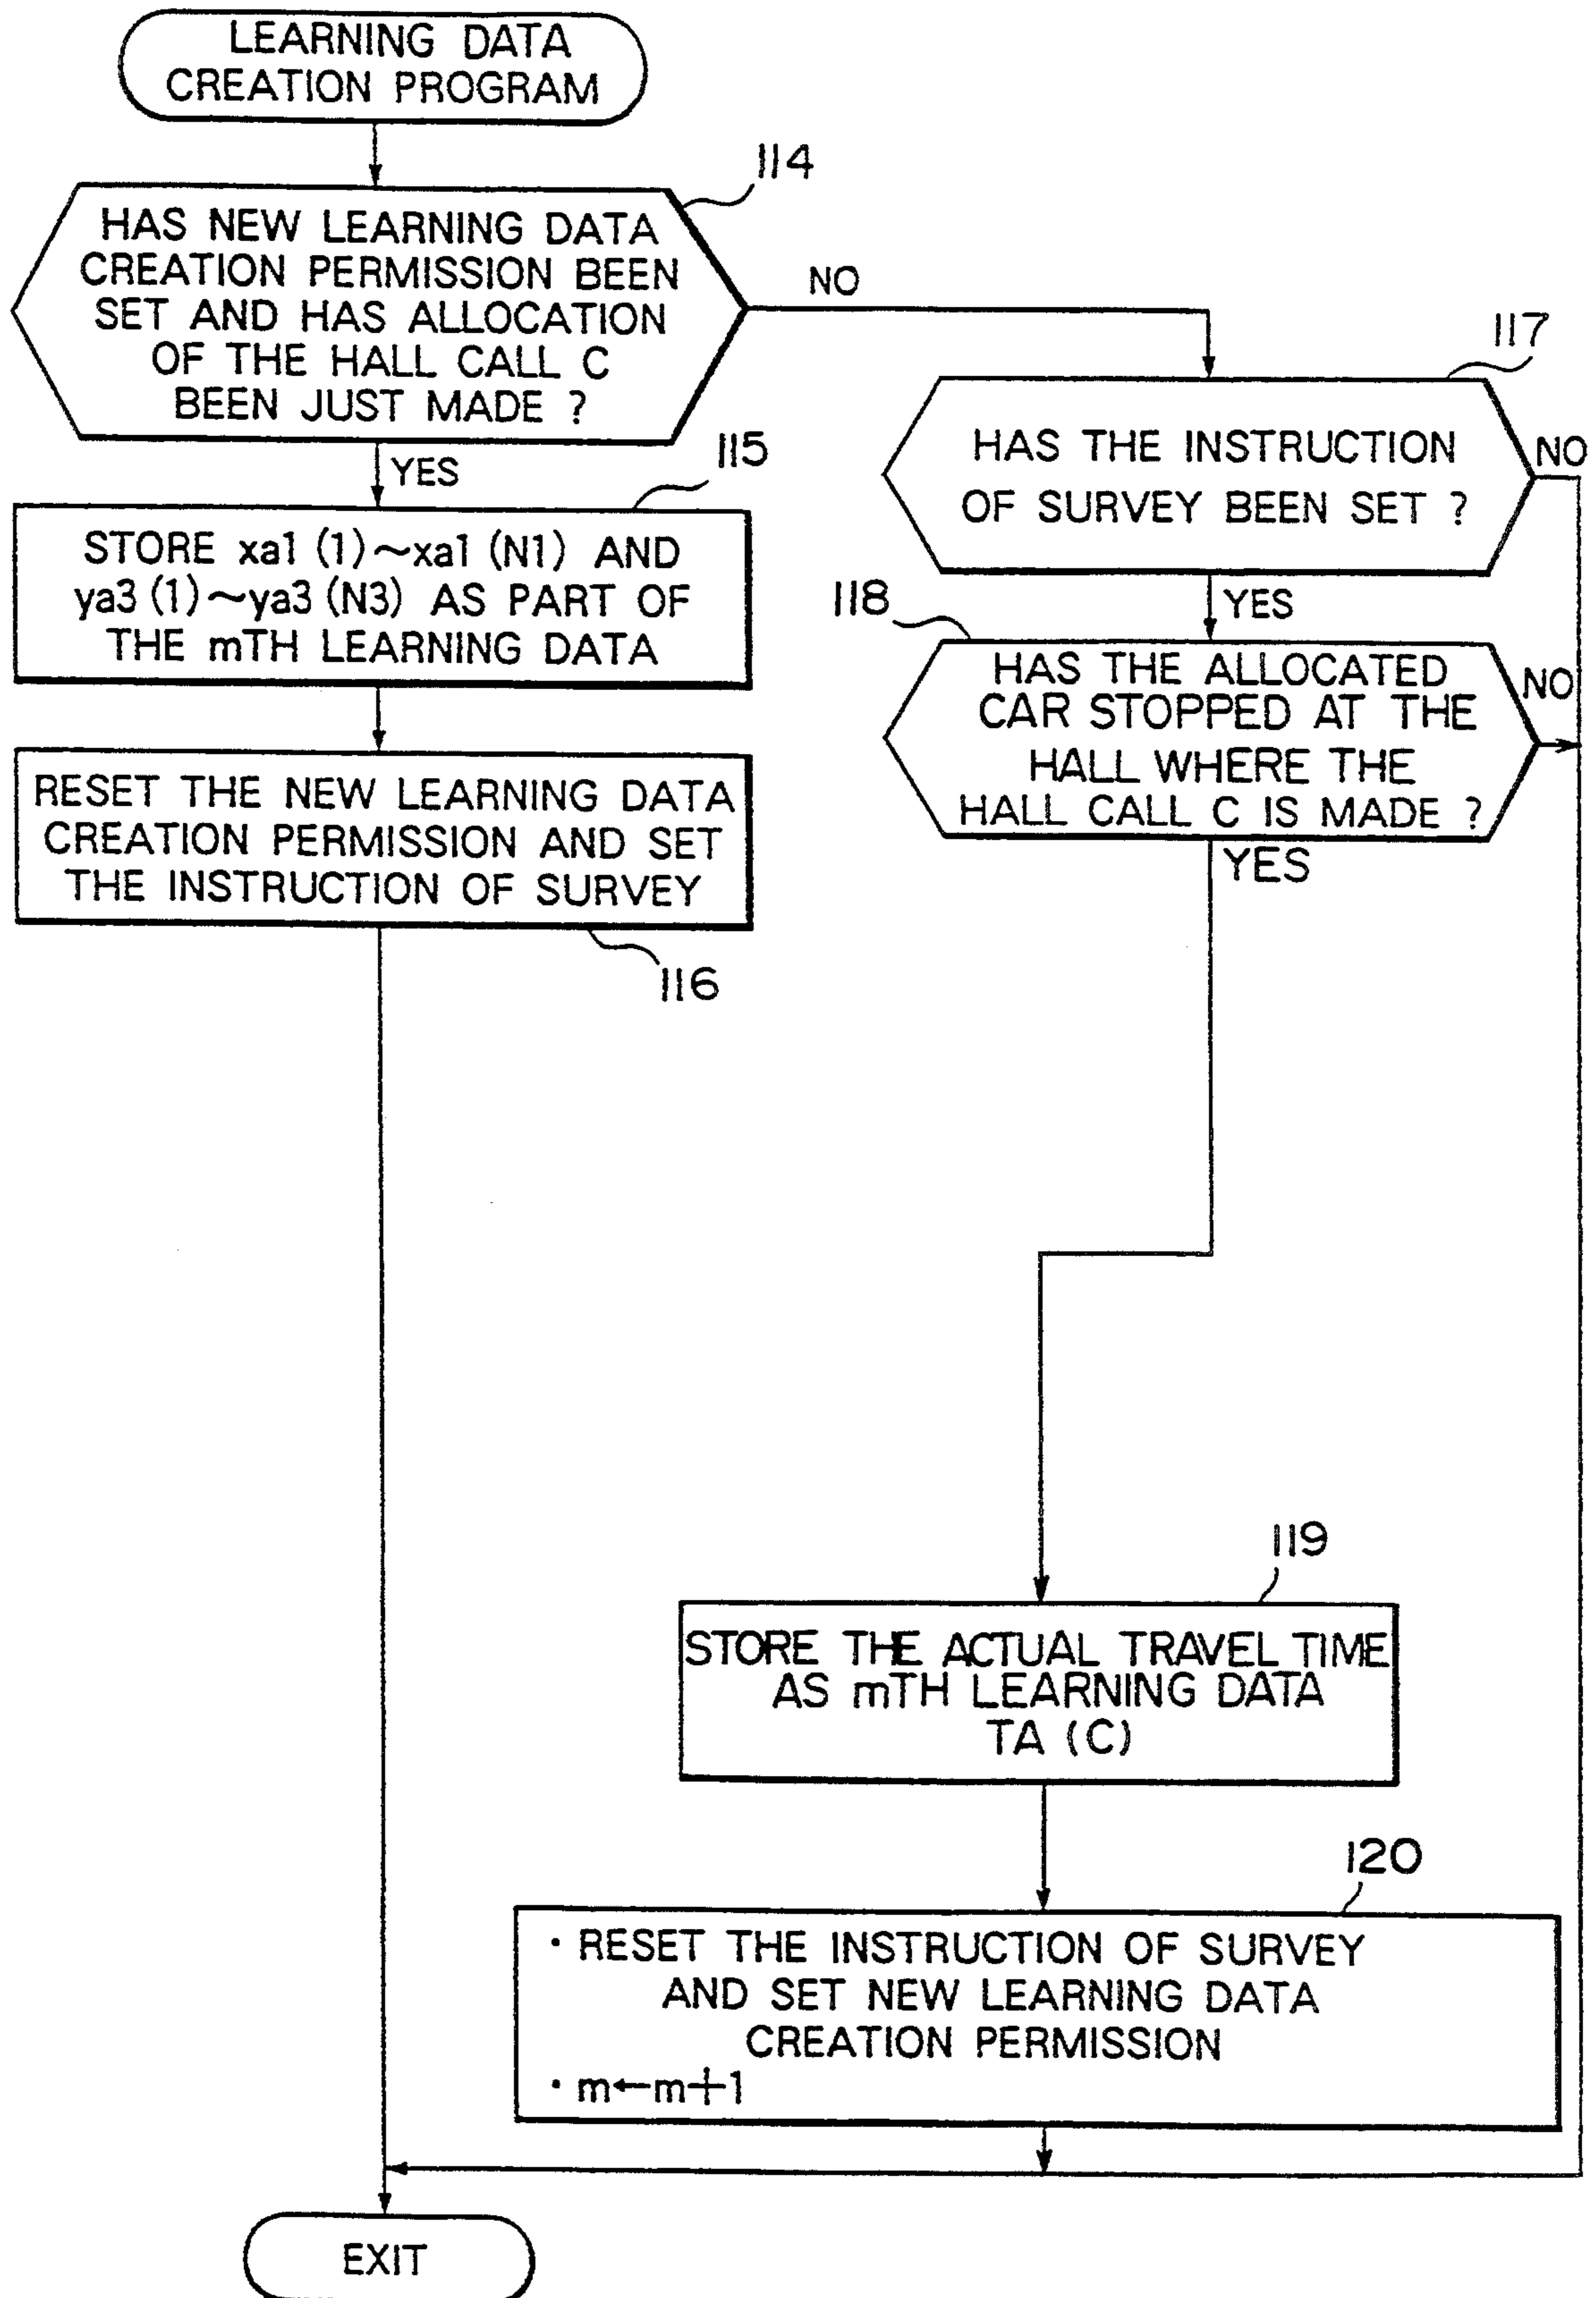 LEARNING DATA
CREATION PROGRAM
114
HAS NEW LEARNING DATA
CREATION PERMISSION BEEN
SET AND HAS ALLOCATION
OF THE HALL CALL C
BEEN JUST MADE ?
NO
YES
115
STORE xa1 (1)~xa1 (N1) AND
ya3 (1)~ya3 (N3) AS PART OF
THE mTH LEARNING DATA
RESET THE NEW LEARNING DATA
CREATION PERMISSION AND SET
THE INSTRUCTION OF SURVEY
116
117
HAS THE INSTRUCTION
OF SURVEY BEEN SET ?
NO
YES
118
HAS THE ALLOCATED
CAR STOPPED AT THE
HALL WHERE THE
HALL CALL C IS MADE ?
NO
YES
119
STORE THE ACTUAL TRAVEL TIME
AS mTH LEARNING DATA
TA (C)
120
· RESET THE INSTRUCTION OF SURVEY
AND SET NEW LEARNING DATA
CREATION PERMISSION
· m←m+1
EXIT